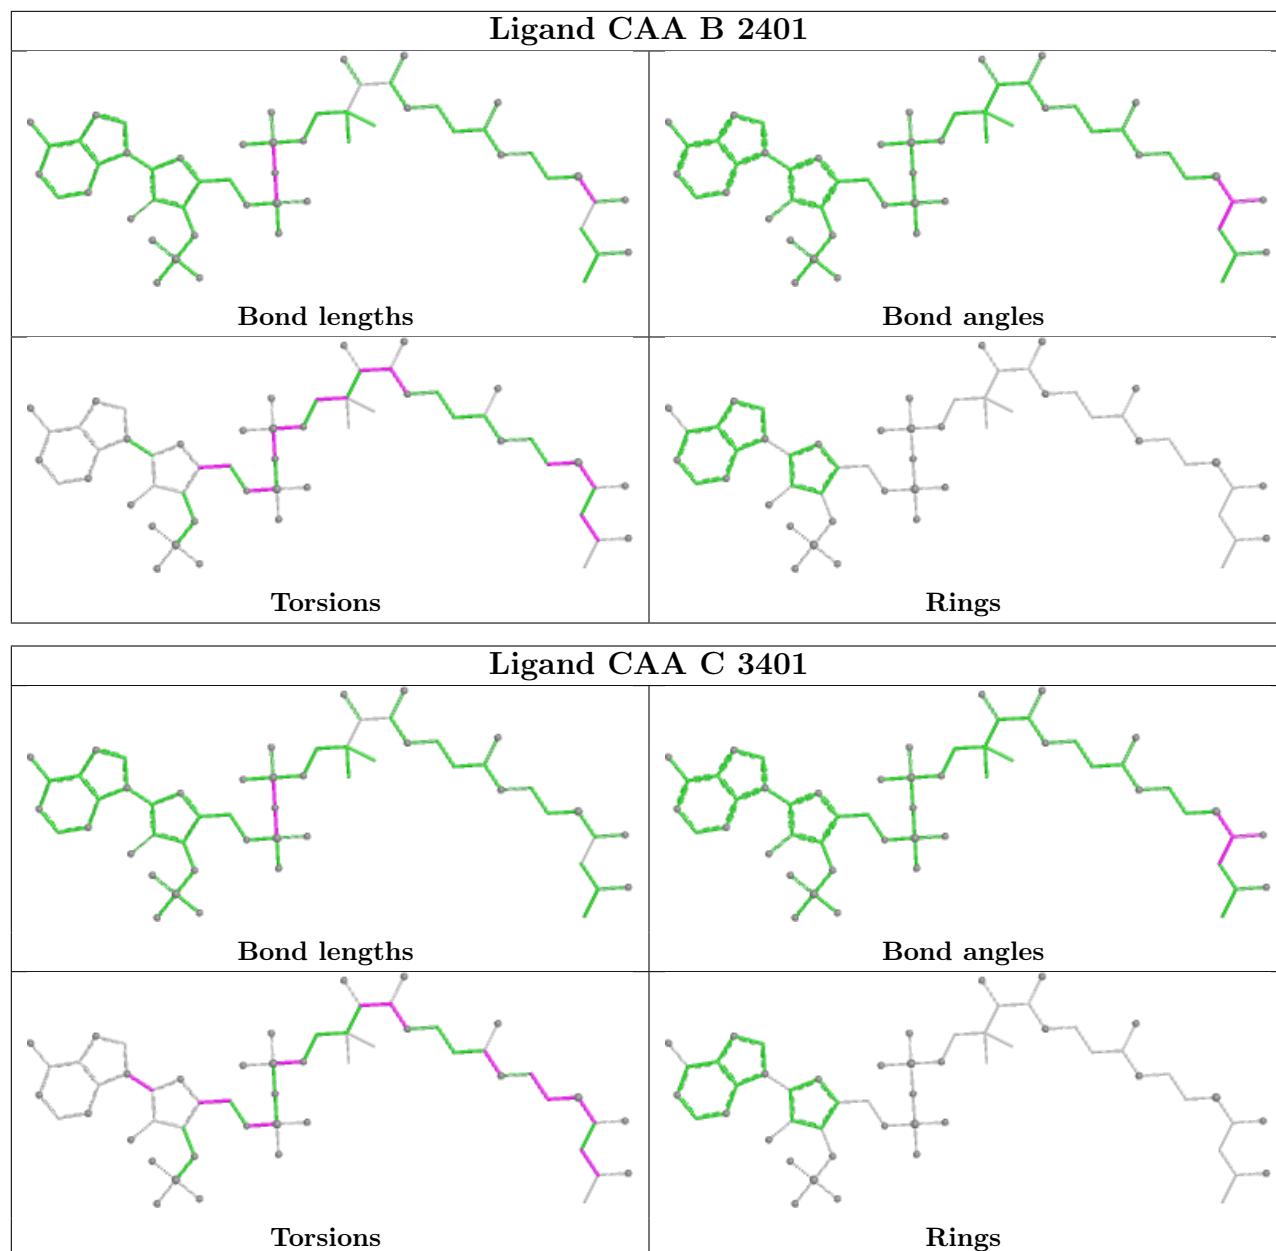 Ligand CAA B 2401
Bond lengths
Bond angles
Torsions
Rings
Ligand CAA C 3401
Bond lengths
Bond angles
Torsions
Rings